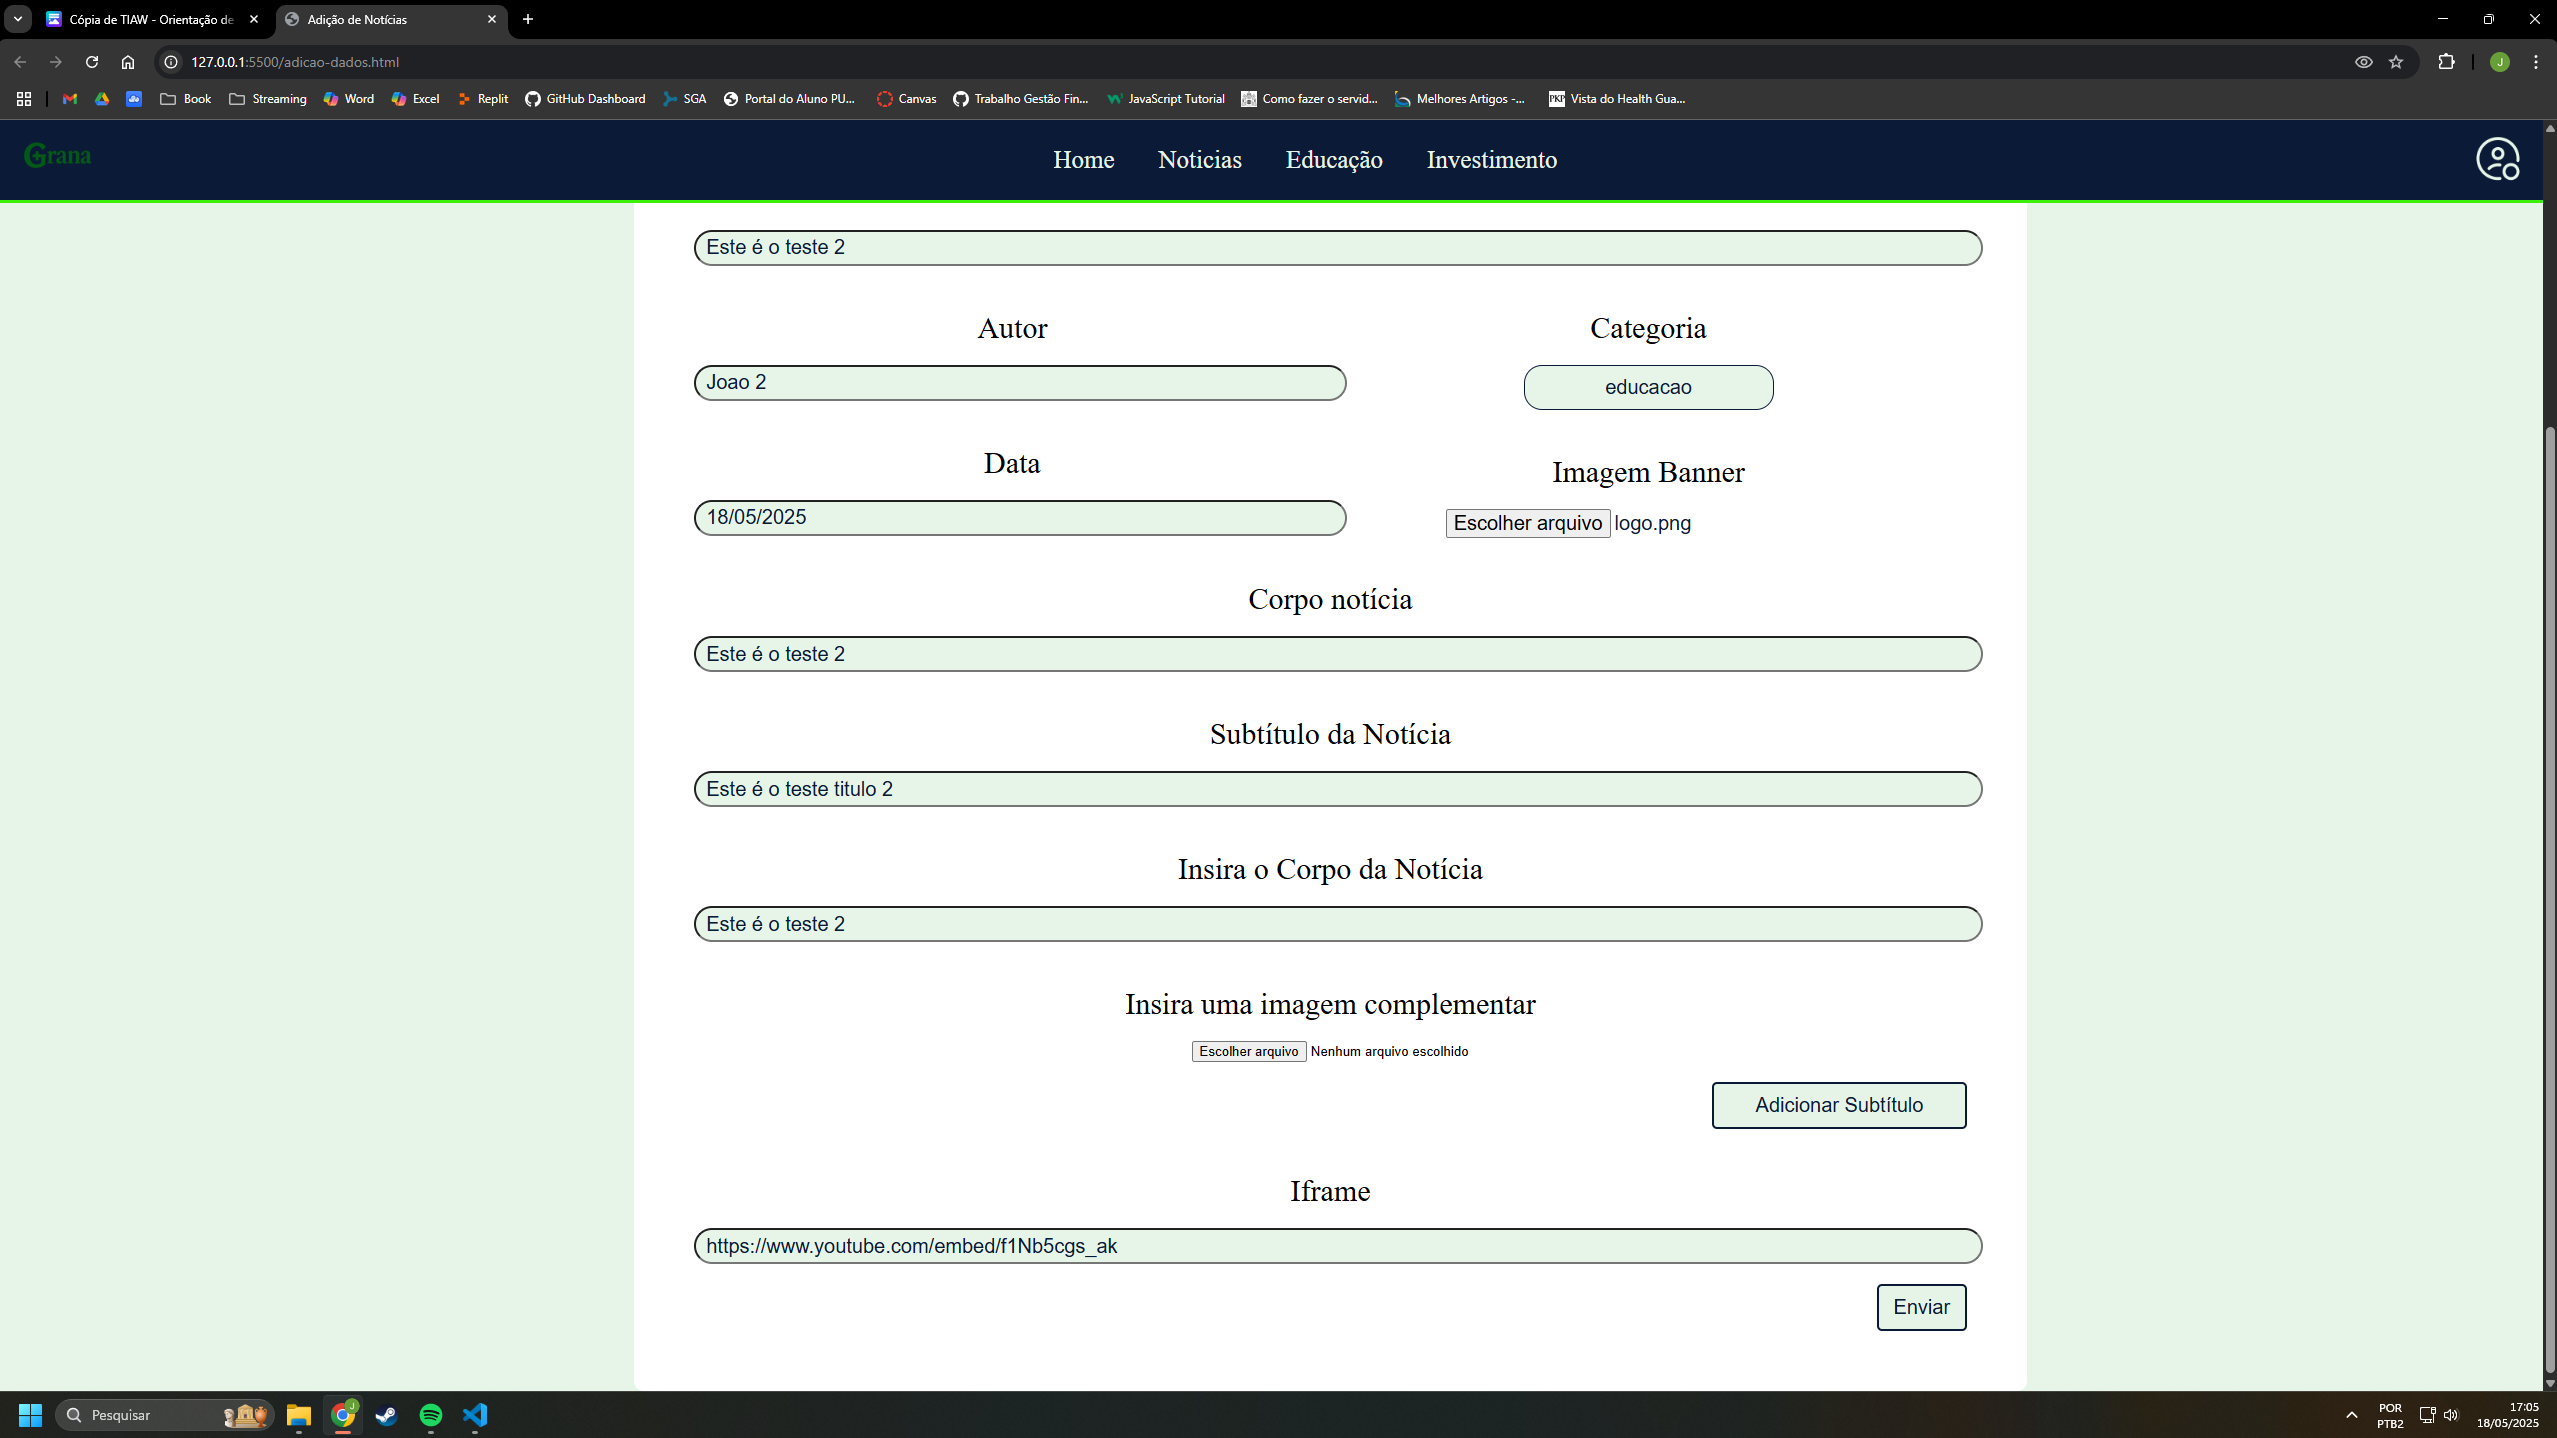 Cópia de TIAW - Orientação de
Adição de Notícias
127.0.0.1:5500/adicao-dados.html
J
Book
Streaming
Word
Excel
Replit
GitHub Dashboard
SGA
Portal do Aluno PU...
Canvas
Trabalho Gestão Fin...
JavaScript Tutorial
Como fazer o servid...
Melhores Artigos -...
PKP
Vista do Health Gua...
Grana
Home
Noticias
Educação
Investimento
Este é o teste 2
Autor
Categoria
Joao 2
educacao
Data
Imagem Banner
18/05/2025
Escolher arquivo logo.png
Corpo notícia
Este é o teste 2
Subtítulo da Notícia
Este é o teste titulo 2
Insira o Corpo da Notícia
Este é o teste 2
Insira uma imagem complementar
Escolher arquivo Nenhum arquivo escolhido
Adicionar Subtítulo
Iframe
https://www.youtube.com/embed/f1Nb5cgs_ak
Enviar
Pesquisar
J
POR
PTB2
17:05
18/05/2025